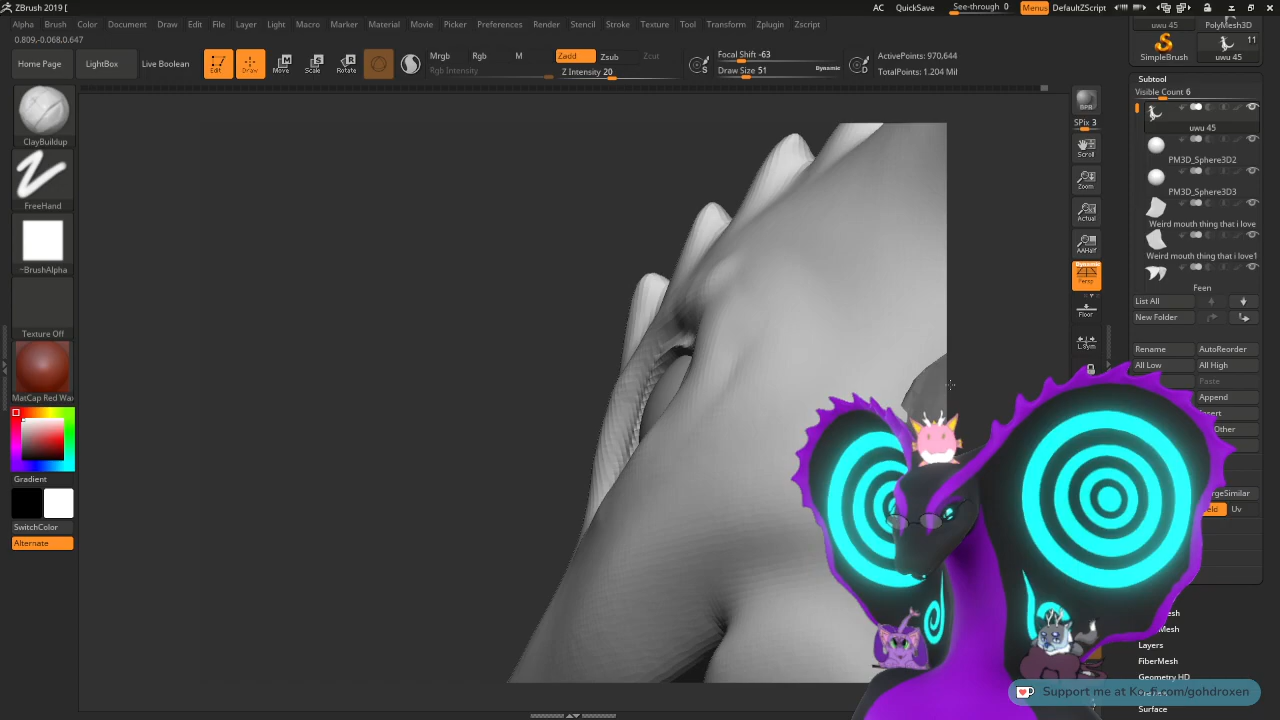 ZBrush 2019 [
AC
QuickSave
See-through 0
Menus
DefaultZScript
Alpha
Brush
Color
Document
Draw
Edit
File
Layer
Light
Macro
Marker
Material
Movie
Picker
Preferences
Render
Stencil
Stroke
Texture
Tool
Transform
Zplugin
Zscript
uwu 45
PolyMesh3D
0.809,-0.068,0.647
Home Page
LightBox
Live Boolean
Edit
Draw
Move
Scale
Rotate
Mrgb
Rgb
M
Rgb Intensity
Zadd
Zsub
Zcut
Z Intensity 20
Focal Shift -63
Draw Size 51
Dynamic
ActivePoints: 970,644
TotalPoints: 1.204 Mil
SimpleBrush
11
uwu 45
Subtool
Visible Count 6
uwu 45
PM3D_Sphere3D2
PM3D_Sphere3D3
Weird mouth thing that i love
Weird mouth thing that i love1
Feen
List All
New Folder
Rename
AutoReorder
All Low
All High
Paste
Append
Insert
Other
Uv
Layers
FiberMesh
Geometry HD
Surface
BPR
SPix 3
Scroll
Zoom
Actual
AAHalf
Dynamic
Persp
Floor
L.Sym
ClayBuildup
FreeHand
~BrushAlpha
Texture Off
MatCap Red Wax
Gradient
SwitchColor
Alternate
Support me at Ko-fi.com/gohdroxen